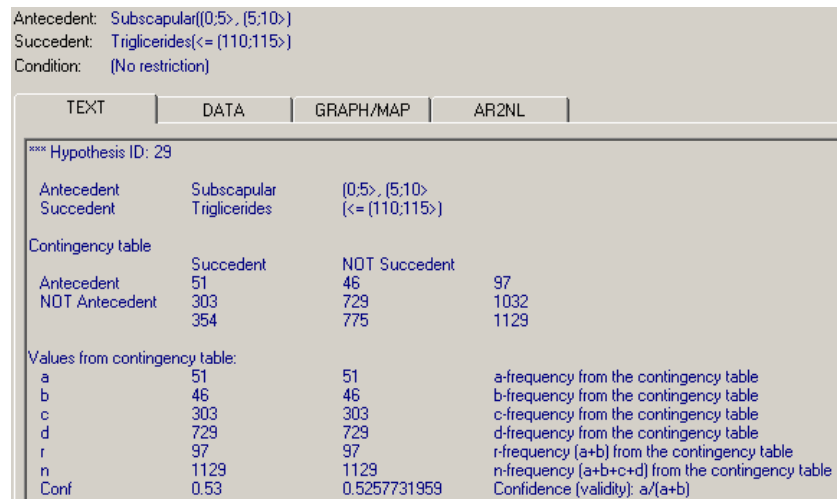 Antecedent: Subscapular((0;5>, (5;10>)
Succedent: Triglicerides(<= (110;115>)
Condition: (No restriction)
TEXT DATA GRAPH/MAP AR2NL
*** Hypothesis ID: 29
Antecedent Subscapular (0;5>, (5;10>
Succedent Triglicerides (<= (110;115>)
Contingency table
Succedent NOT Succedent
Antecedent 51 46 97
NOT Antecedent 303 729 1032
354 775 1129
Values from contingency table:
a 51 51 a-frequency from the contingency table
b 46 46 b-frequency from the contingency table
c 303 303 c-frequency from the contingency table
d 729 729 d-frequency from the contingency table
r 97 97 r-frequency (a+b) from the contingency table
n 1129 1129 n-frequency (a+b+c+d) from the contingency table
Conf 0.53 0.5257731959 Confidence (validity): a/(a+b)